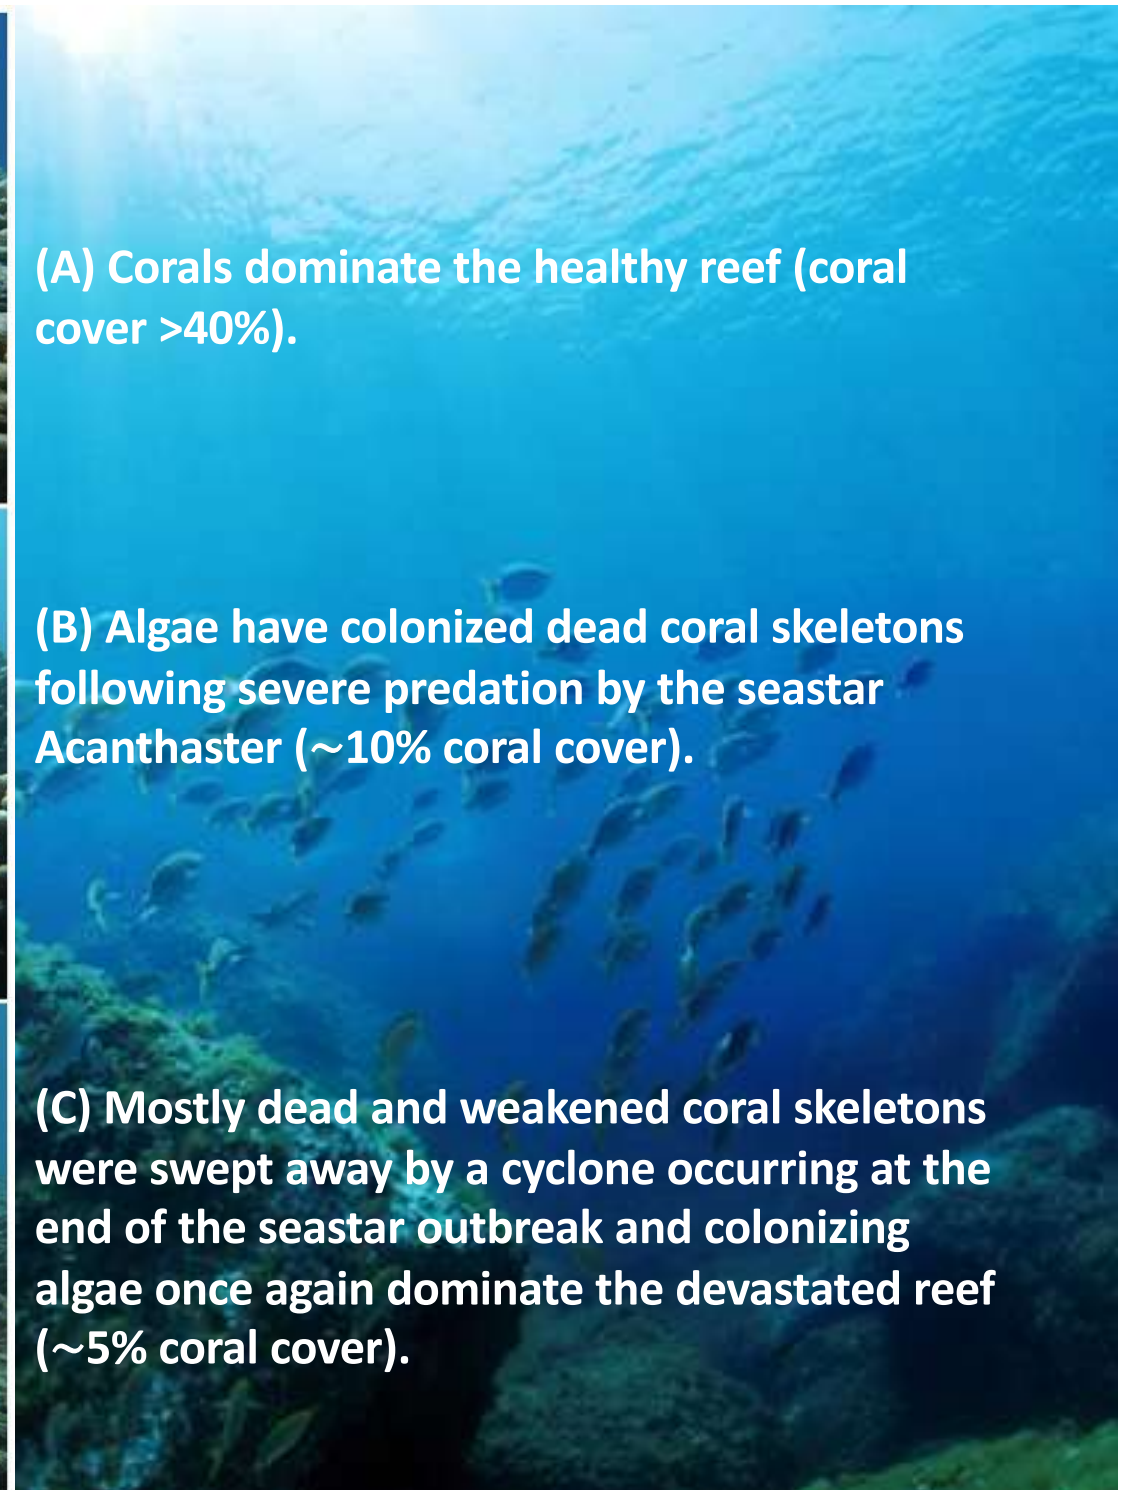 (A) Corals dominate the healthy reef (coral
cover >40%).
(B) Algae have colonized dead coral skeletons
following severe predation by the seastar
Acanthaster (~10% coral cover).
(C) Mostly dead and weakened coral skeletons
were swept away by a cyclone occurring at the
end of the seastar outbreak and colonizing
algae once again dominate the devastated reef
(~5% coral cover).